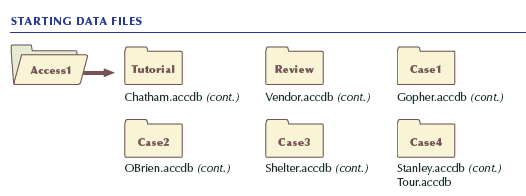 STARTING DATA FILES
Access1
Tutorial
Review
Case1
Chatham.accdb (cont.)
Vendor.accdb (cont.)
Gopher.accdb (cont.)
Case2
Case3
Case4
OBrien.accdb (cont.)
Shelter.accdb (cont.)
Stanley.accdb (cont.)
Tour.accdb